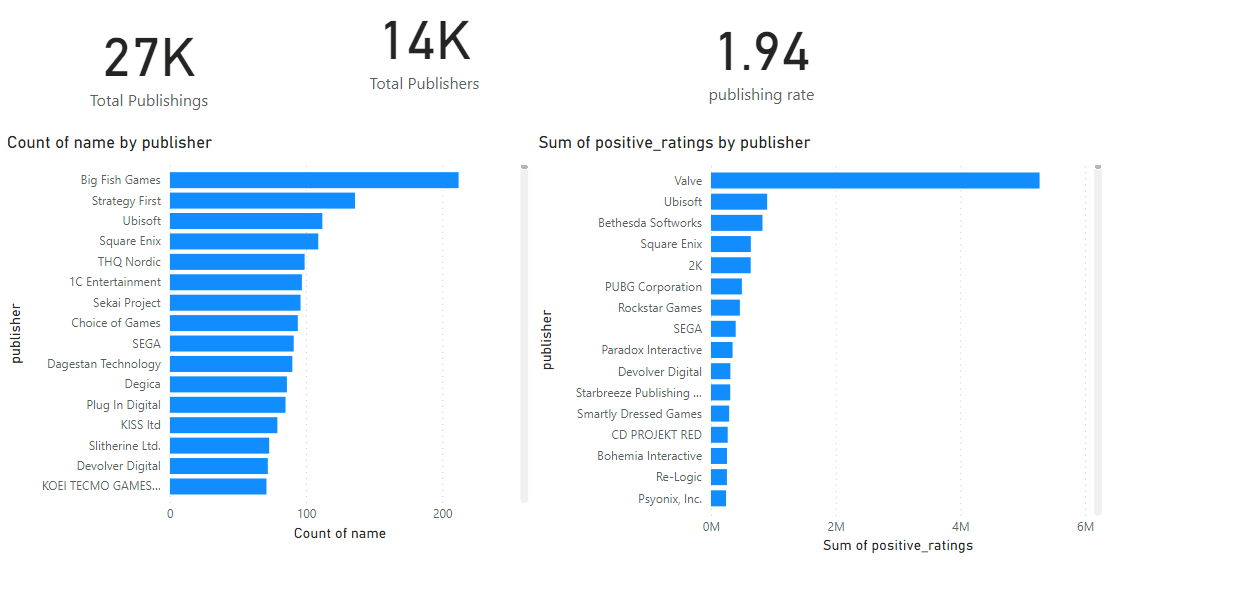 27K
Total Publishings
14K
Total Publishers
1.94
publishing rate
Count of name by publisher
publisher
Big Fish Games
Strategy First
Ubisoft
Square Enix
THQ Nordic
1C Entertainment
Sekai Project
Choice of Games
SEGA
Dagestan Technology
Degica
Plug In Digital
KISS ltd
Slitherine Ltd.
Devolver Digital
KOEI TECMO GAMES...
0 100 200
Count of name
Sum of positive_ratings by publisher
publisher
Valve
Ubisoft
Bethesda Softworks
Square Enix
2K
PUBG Corporation
Rockstar Games
SEGA
Paradox Interactive
Devolver Digital
Starbreeze Publishing ...
Smartly Dressed Games
CD PROJEKT RED
Bohemia Interactive
Re-Logic
Psyonix, Inc.
0M 2M 4M 6M
Sum of positive_ratings